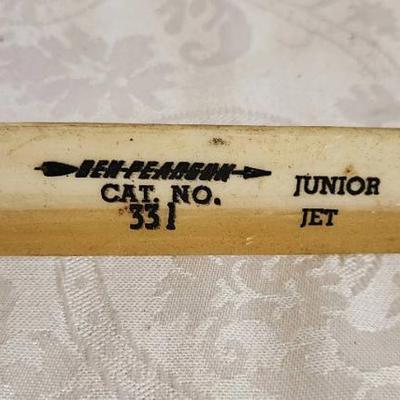 BEN-PEARSON
CAT. NO.
331
JUNIOR
JET